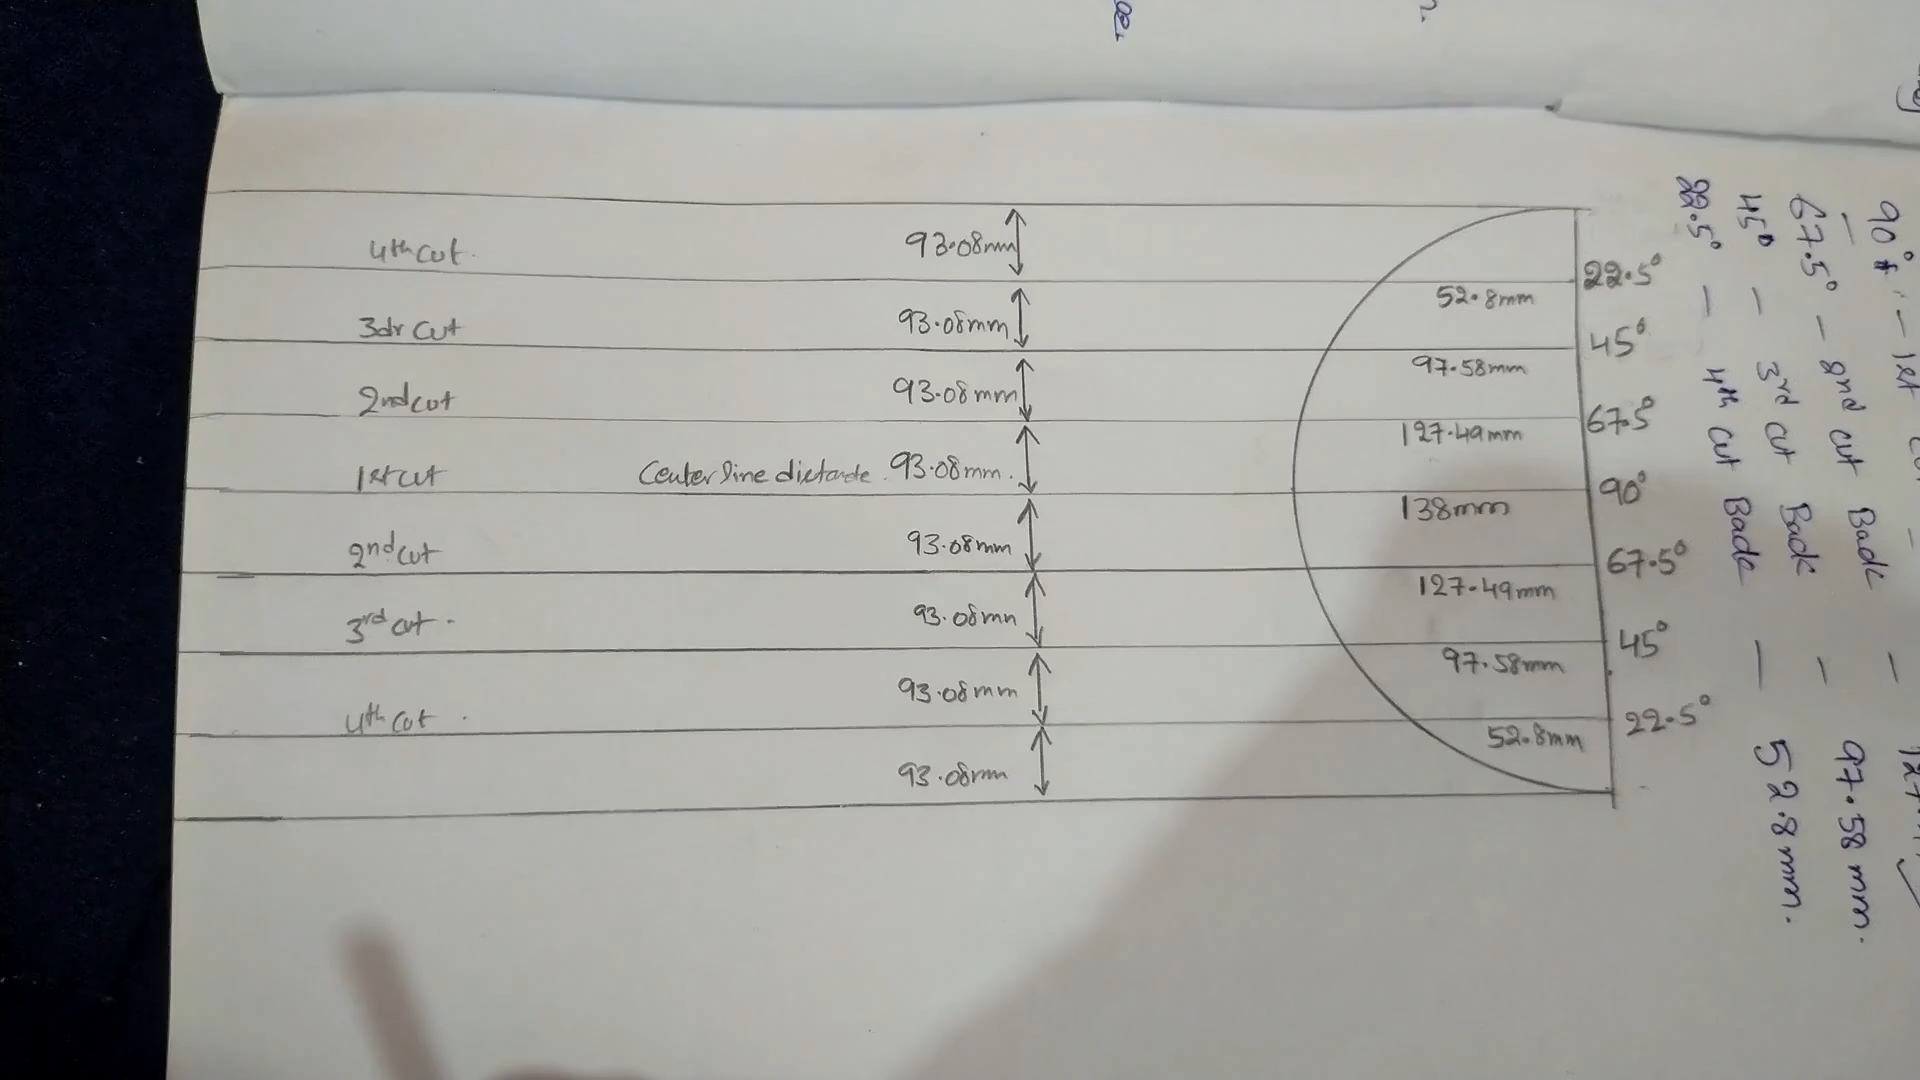 4th cut. 93.08mm 22.5°
52.8mm
3dr cut 93.08mm 45°
97.58mm
2nd cut 93.08mm 67.5°
127.49mm
1st cut Center line distande. 93.08mm. 90°
138mm
2nd cut 93.08mm 67.5°
127.49mm
3rd cut. 93.08mm 45°
97.58mm
4th cut. 93.08mm 22.5°
52.8mm
93.08mm
90° - 1st
67.5° - 2nd cut Back - 127.
45° - 3rd cut Back - 97.58 mm.
22.5° - 4th cut Back - 52.8 mm.